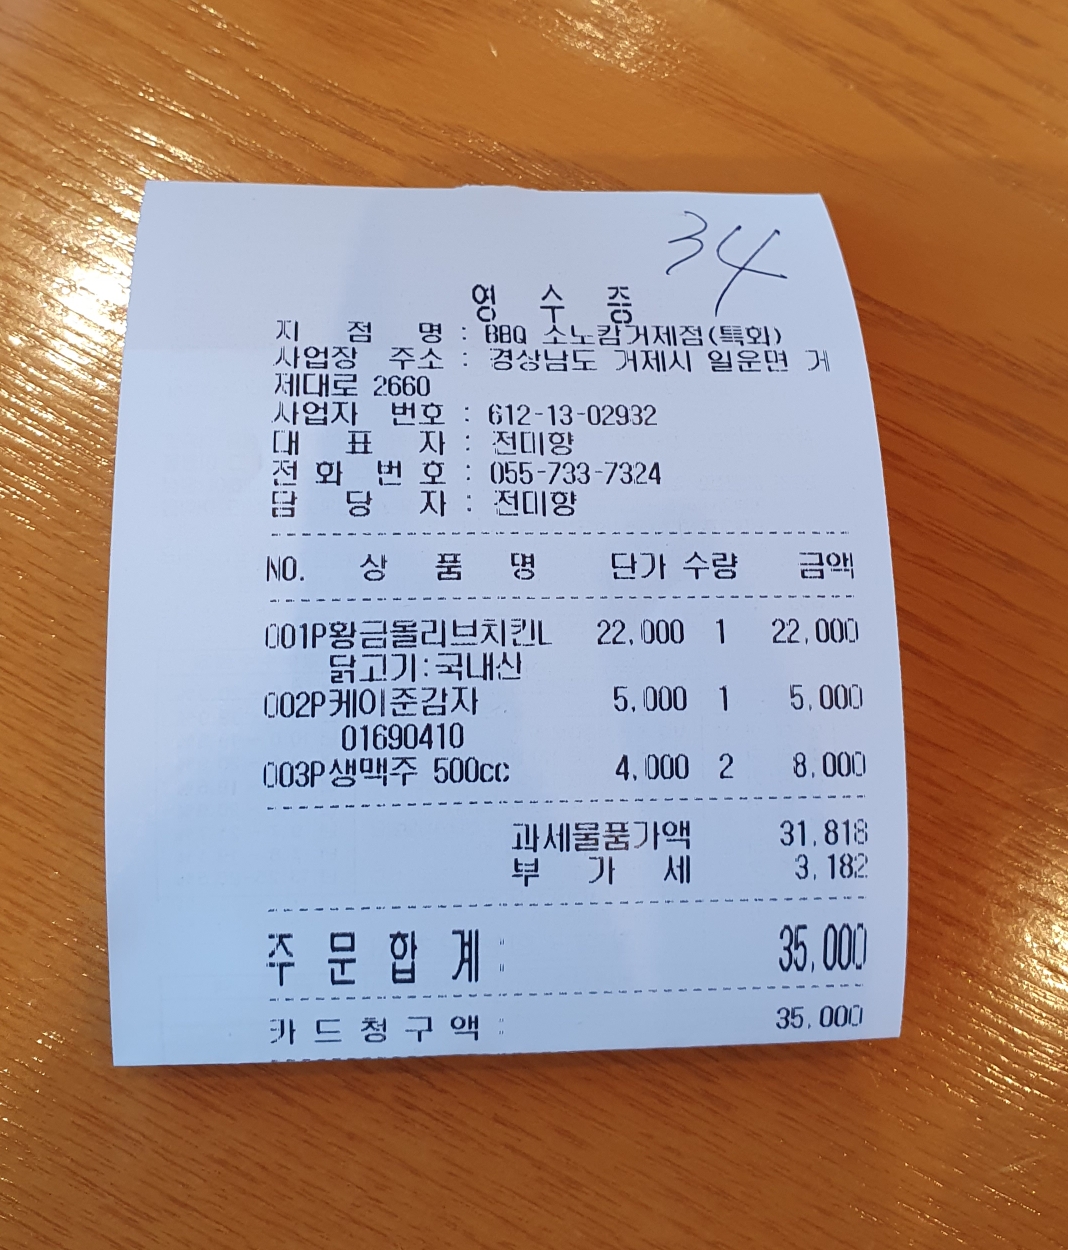 34
영 수 증
지 점 명 : BBQ 소노캄거제점(특화)
사업장 주소 : 경상남도 거제시 일운면 거
제대로 2660
사업자 번호 : 612-13-02932
대 표 자 : 전미향
전 화 번 호 : 055-733-7324
담 당 자 : 전미향
NO. 상 품 명 단가 수량 금액
001P황금올리브치킨L 22,000 1 22,000
닭고기:국내산
002P케이준감자 5,000 1 5,000
01690410
003P생맥주 500cc 4,000 2 8,000
과세물품가액 31,818
부 가 세 3,182
주 문 합 계 : 35,000
카 드 청 구 액 : 35,000